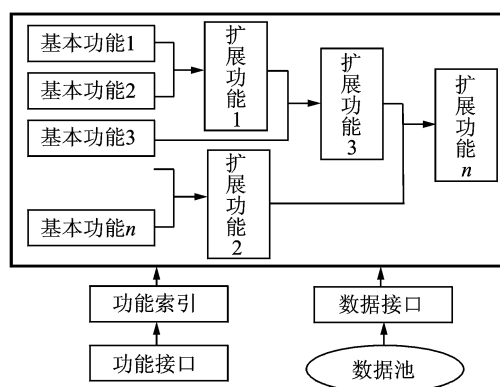 基本功能1
基本功能2
基本功能3
基本功能n
扩展功能1
扩展功能2
扩展功能3
扩展功能n
功能索引
数据接口
功能接口
数据池